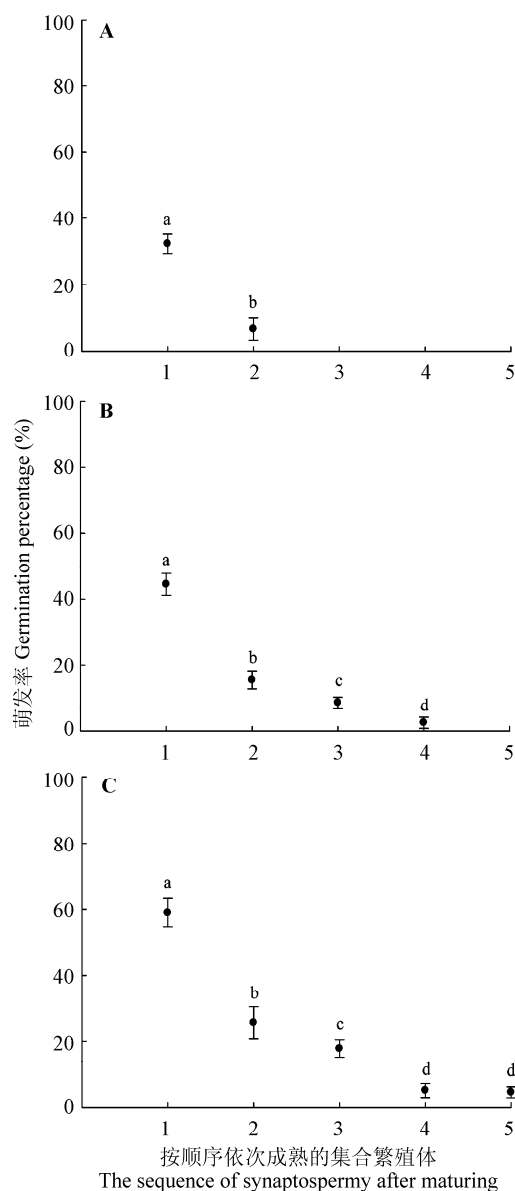 100
A
80
60
40
a
20
b
0
1 2 3 4 5
100
B
80
60
a
40
20
b
c
d
0
1 2 3 4 5
100
C
80
a
60
40
b
20
c
d
d
0
1 2 3 4 5
萌发率 Germination percentage (%)
按顺序依次成熟的集合繁殖体
The sequence of synaptospermy after maturing